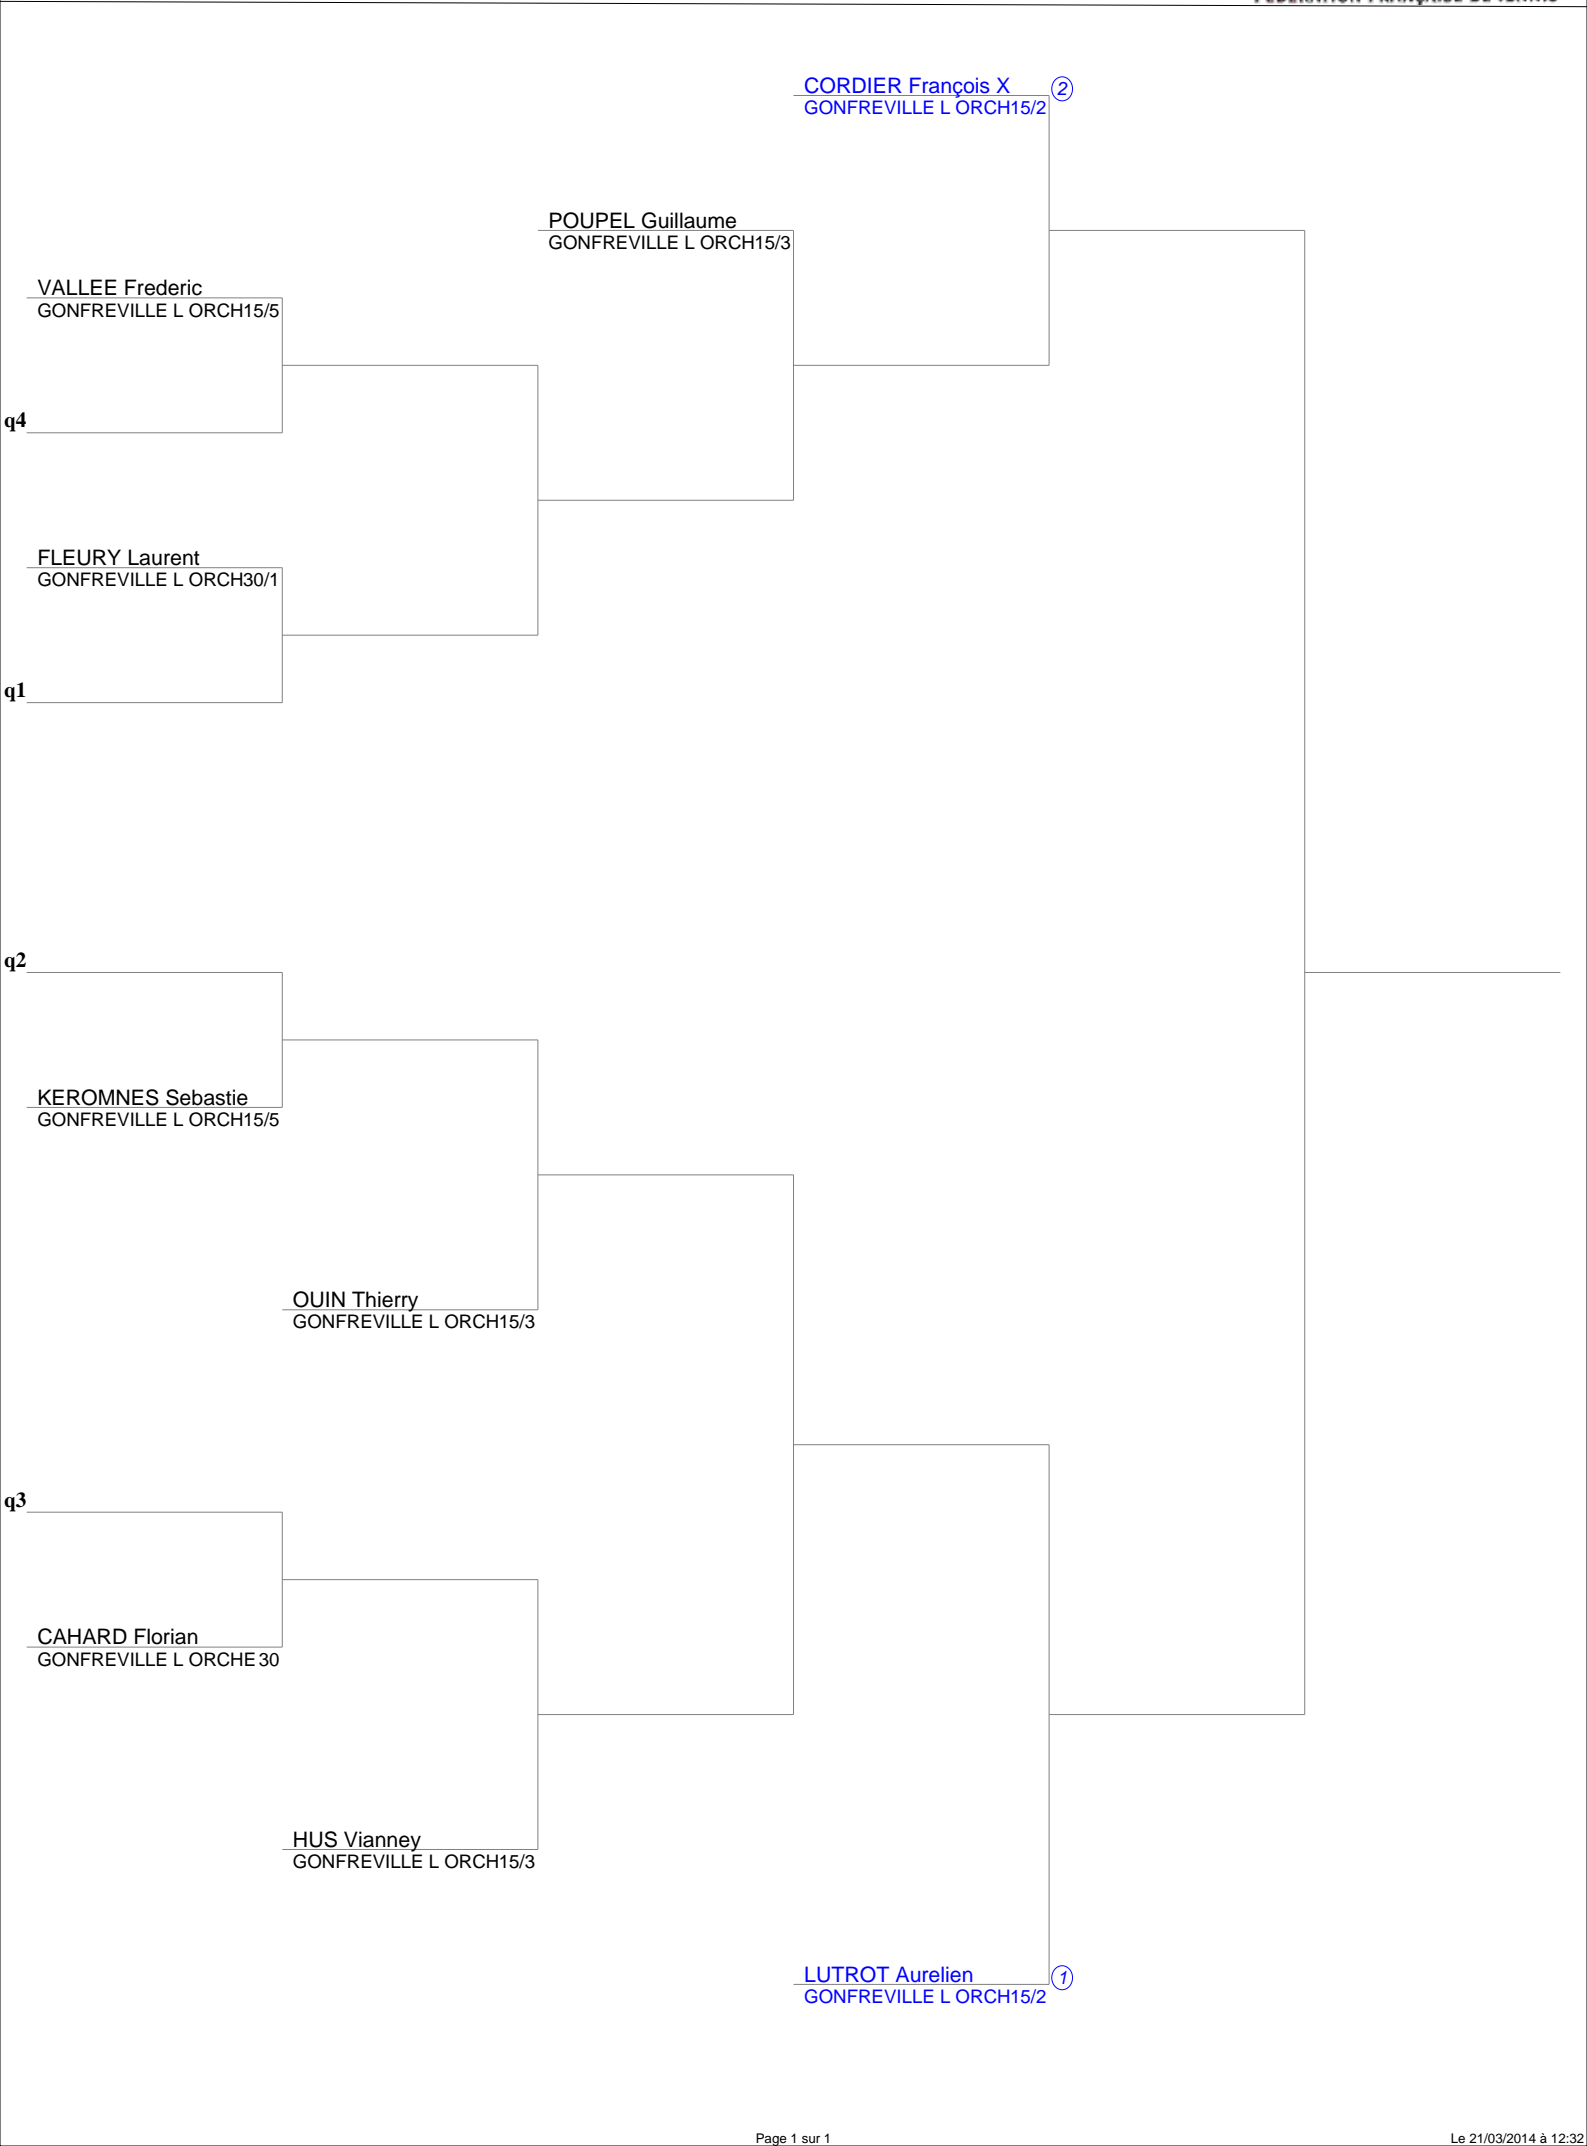 CORDIER François X 2
GONFREVILLE L ORCH15/2
POUPEL Guillaume
GONFREVILLE L ORCH15/3
VALLEE Frederic
GONFREVILLE L ORCH15/5
q4
FLEURY Laurent
GONFREVILLE L ORCH30/1
q1
q2
KEROMNES Sebastie
GONFREVILLE L ORCH15/5
OUIN Thierry
GONFREVILLE L ORCH15/3
q3
CAHARD Florian
GONFREVILLE L ORCHE 30
HUS Vianney
GONFREVILLE L ORCH15/3
LUTROT Aurelien 1
GONFREVILLE L ORCH15/2
Page 1 sur 1
Le 21/03/2014 à 12:32